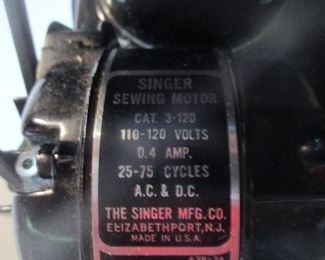 SINGER
SEWING MOTOR
CAT. 3-120
110-120 VOLTS
0.4 AMP.
25-75 CYCLES
A.C. & D.C.
THE SINGER MFG.CO.
ELIZABETHPORT, N.J.
MADE IN U.S.A.